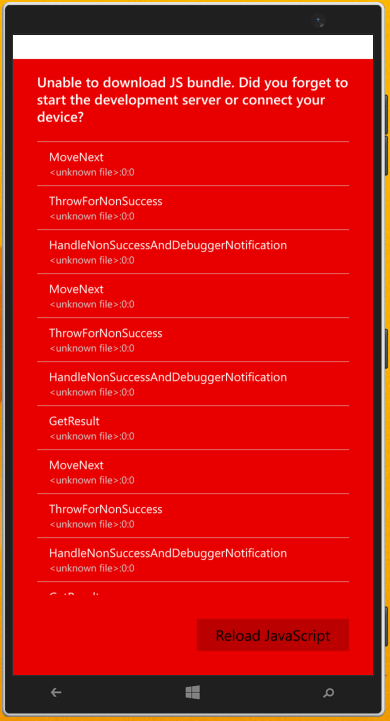 Unable to download JS bundle. Did you forget to
start the development server or connect your
device?
MoveNext
<unknown file>:0:0
ThrowForNonSuccess
<unknown file>:0:0
HandleNonSuccessAndDebuggerNotification
<unknown file>:0:0
MoveNext
<unknown file>:0:0
ThrowForNonSuccess
<unknown file>:0:0
HandleNonSuccessAndDebuggerNotification
<unknown file>:0:0
GetResult
<unknown file>:0:0
MoveNext
<unknown file>:0:0
ThrowForNonSuccess
<unknown file>:0:0
HandleNonSuccessAndDebuggerNotification
<unknown file>:0:0
Reload JavaScript